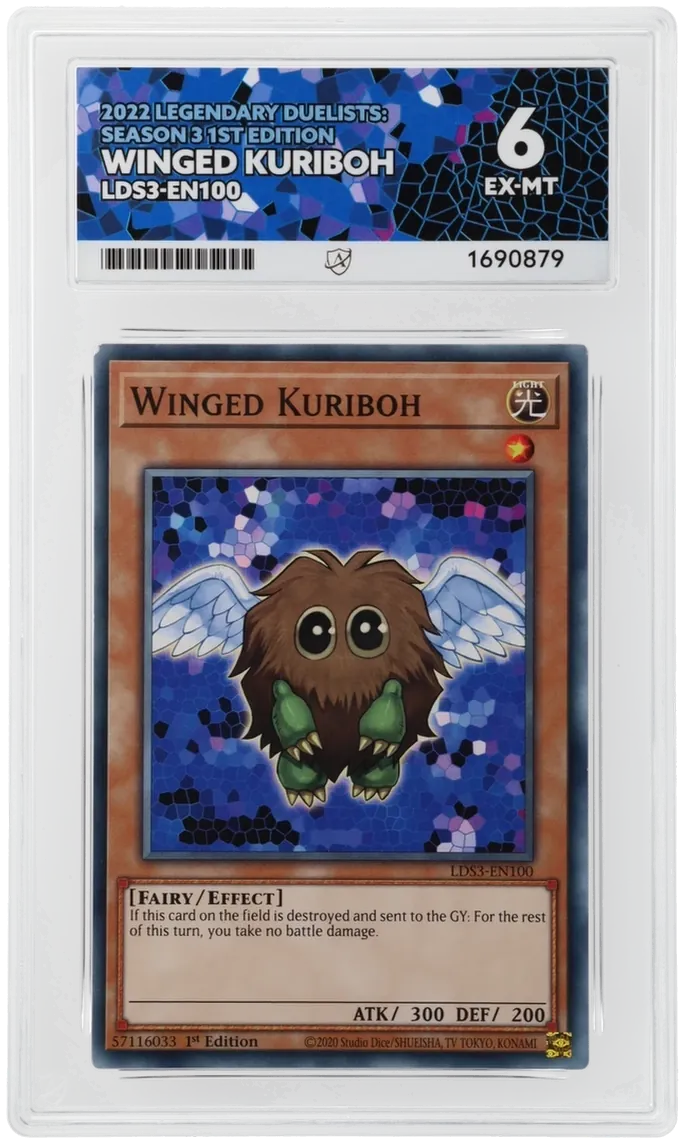 2022 LEGENDARY DUELISTS:
SEASON 3 1ST EDITION
WINGED KURIBOH
LDS3-EN100
6
EX-MT
A
1690879
WINGED KURIBOH
LIGHT
光
LDS3-EN100
[FAIRY/EFFECT]
If this card on the field is destroyed and sent to the GY: For the rest
of this turn, you take no battle damage.
ATK/ 300 DEF/ 200
57116033 1st Edition ©2020 Studio Dice/SHUEISHA, TV TOKYO, KONAMI